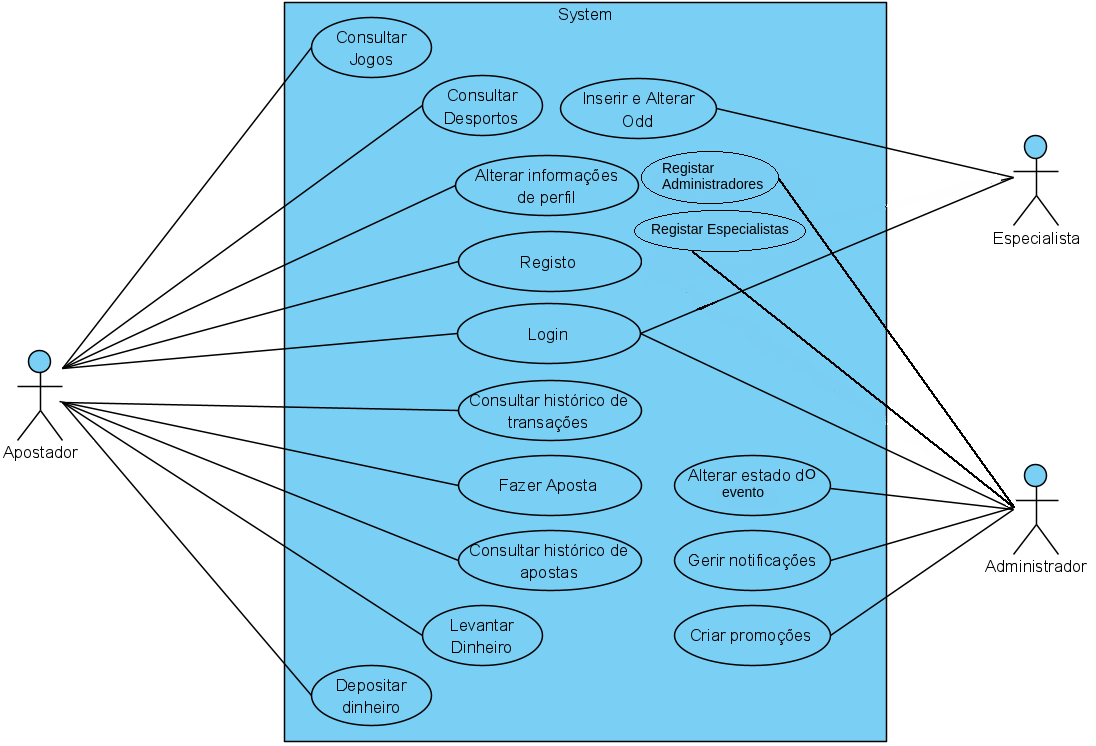 System
Consultar
Jogos
Consultar
Desportos
Inserir e Alterar
Odd
Alterar informações
de perfil
Registar
Administradores
Registar Especialistas
Especialista
Registo
Login
Apostador
Consultar histórico de
transações
Fazer Aposta
Alterar estado dO
evento
Consultar histórico de
apostas
Gerir notificações
Administrador
Levantar
Dinheiro
Criar promoções
Depositar
dinheiro